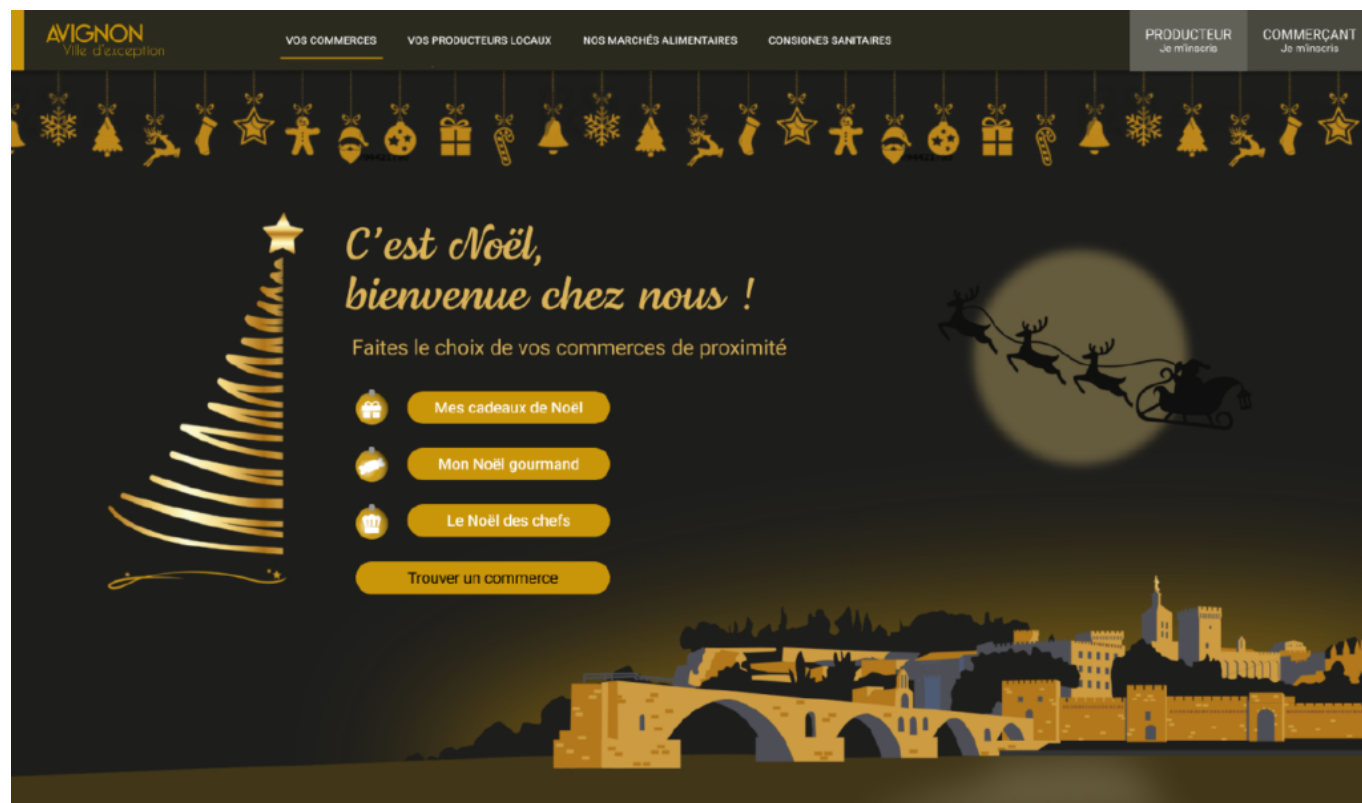 AVIGNON
Ville d'exception
VOS COMMERCES
VOS PRODUCTEURS LOCAUX
NOS MARCHÉS ALIMENTAIRES
CONSIGNES SANITAIRES
PRODUCTEUR
Je m'inscris
COMMERÇANT
Je m'inscris
C'est Noël,
bienvenue chez nous !
Faites le choix de vos commerces de proximité
Mes cadeaux de Noël
Mon Noël gourmand
Le Noël des chefs
Trouver un commerce